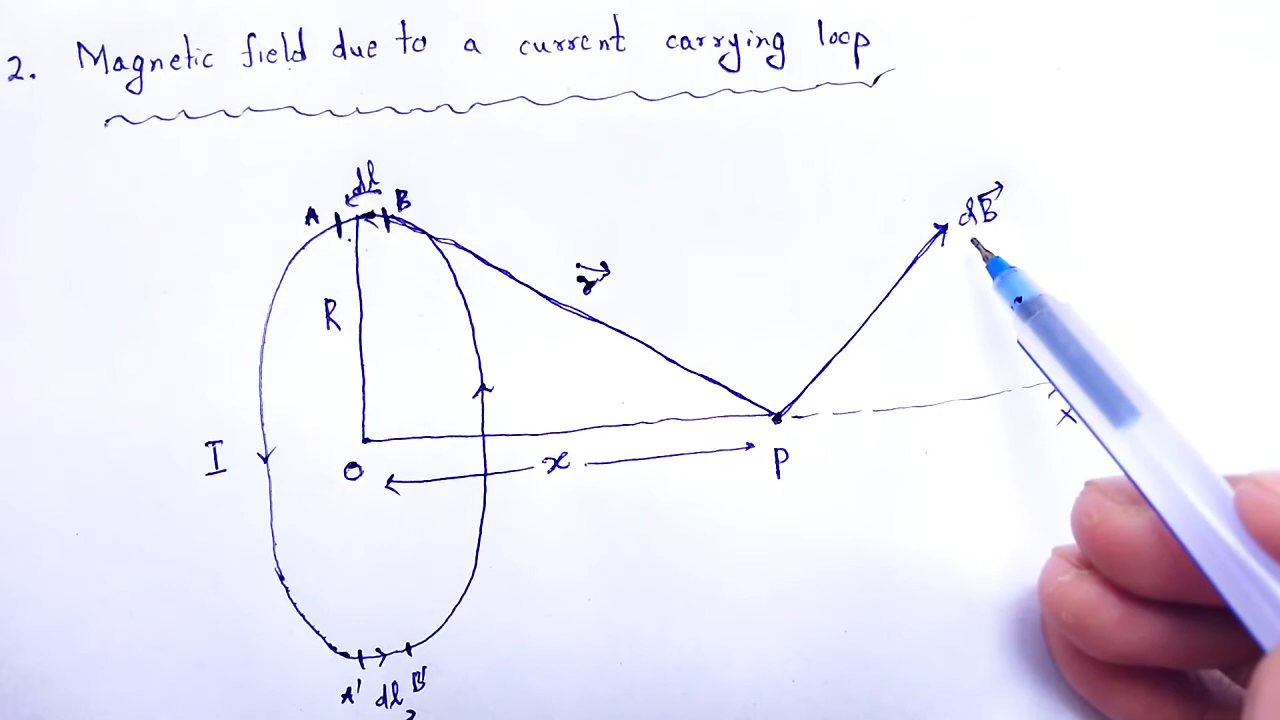 2. Magnetic field due to a current carrying loop
dl
A B
dB
r
R
I
O x P X
A' dl B'